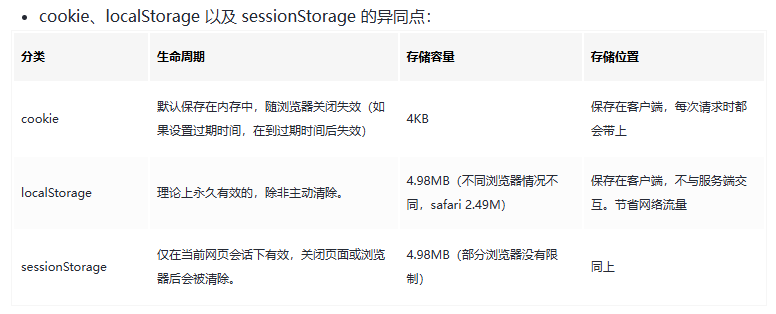 • cookie、localStorage 以及 sessionStorage 的异同点：
分类 生命周期 存储容量 存储位置
cookie 默认保存在内存中，随浏览器关闭失效（如
果设置过期时间，在到过期时间后失效） 4KB 保存在客户端，每次请求时都
会带上
localStorage 理论上永久有效的，除非主动清除。 4.98MB（不同浏览器情况不
同，safari 2.49M） 保存在客户端，不与服务端交
互。节省网络流量
sessionStorage 仅在当前网页会话下有效，关闭页面或浏览
器后会被清除。 4.98MB（部分浏览器没有限
制） 同上